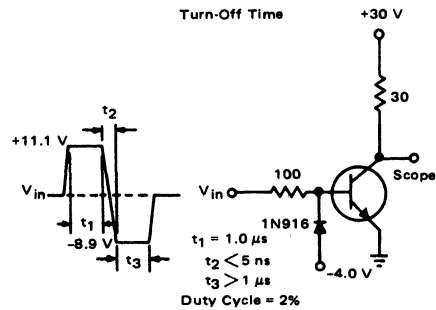 Turn-Off Time
+30 V
t2
30
+11.1 V
Scope
100
Vin
Vin
1N916
t1
t1 = 1.0 μs
-8.9 V
t2 < 5 ns
t3
t3 > 1 μs
-4.0 V
Duty Cycle = 2%